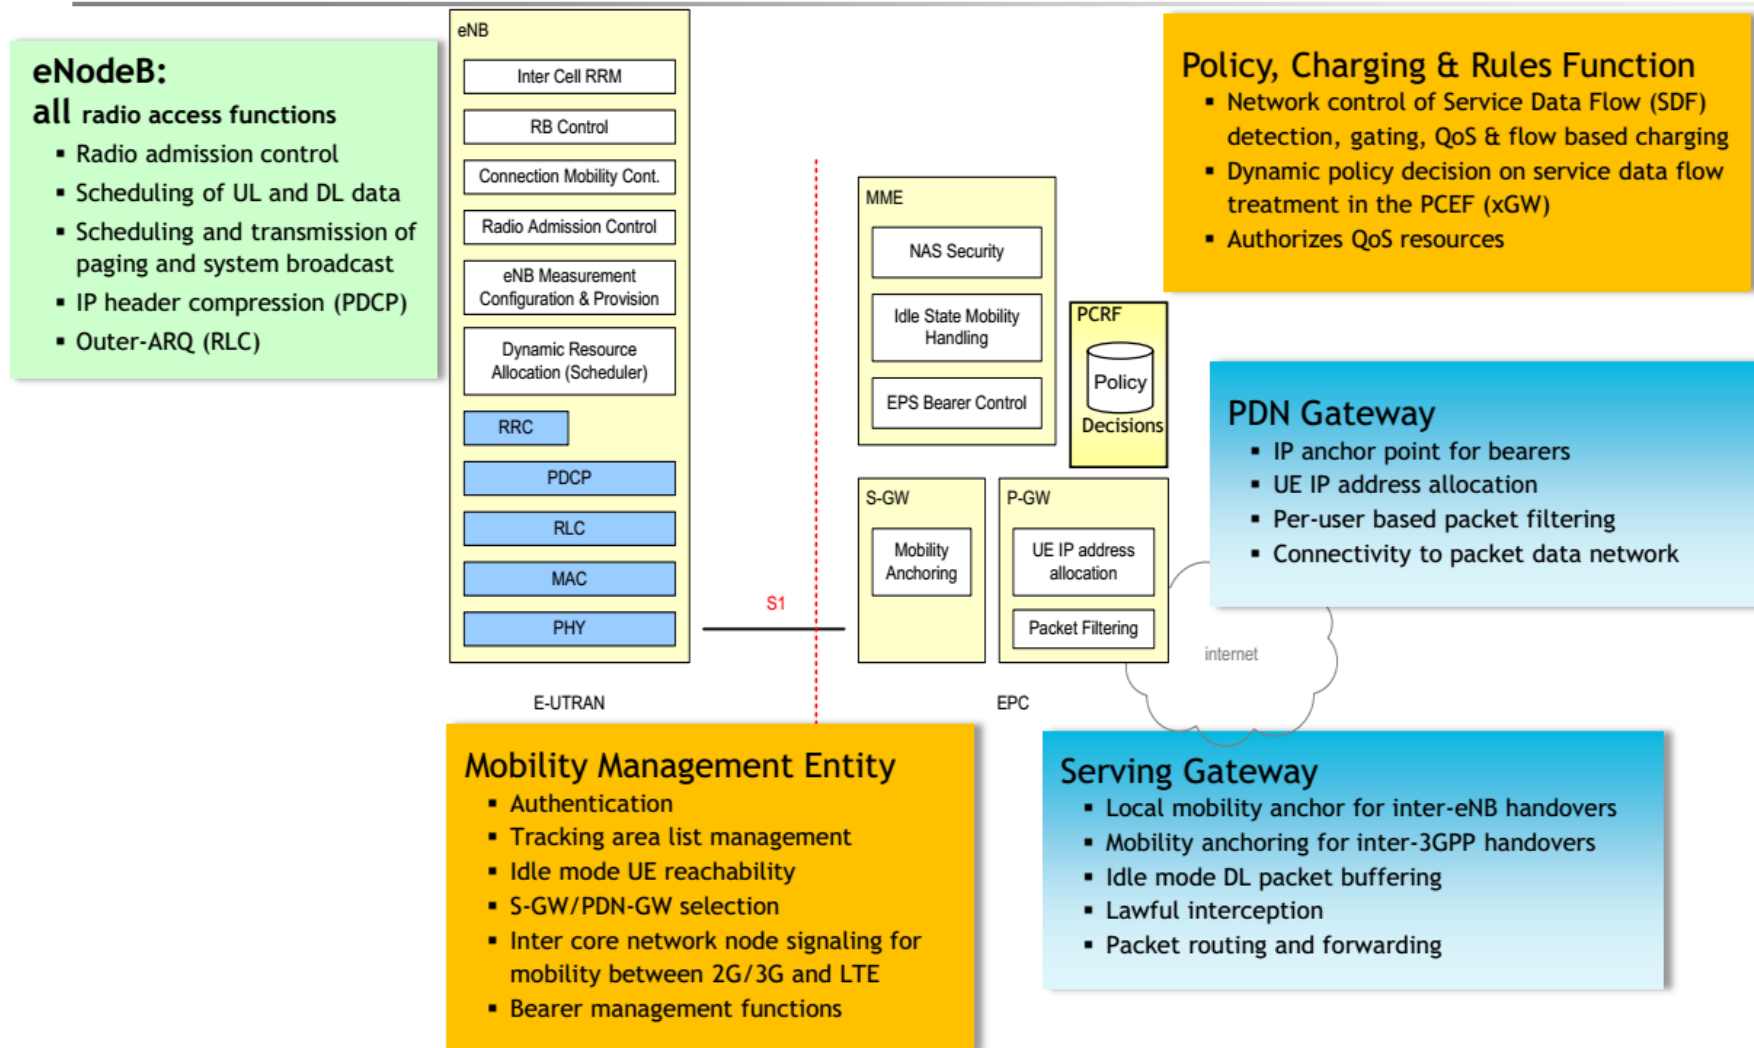 eNodeB:
all radio access functions
▪ Radio admission control
▪ Scheduling of UL and DL data
▪ Scheduling and transmission of
paging and system broadcast
▪ IP header compression (PDCP)
▪ Outer-ARQ (RLC)
eNB
Inter Cell RRM
RB Control
Connection Mobility Cont.
Radio Admission Control
eNB Measurement
Configuration & Provision
Dynamic Resource
Allocation (Scheduler)
RRC
PDCP
RLC
MAC
PHY
E-UTRAN
S1
MME
NAS Security
Idle State Mobility
Handling
EPS Bearer Control
PCRF
Policy
Decisions
S-GW
Mobility
Anchoring
P-GW
UE IP address
allocation
Packet Filtering
internet
EPC
Policy, Charging & Rules Function
▪ Network control of Service Data Flow (SDF)
detection, gating, QoS & flow based charging
▪ Dynamic policy decision on service data flow
treatment in the PCEF (xGW)
▪ Authorizes QoS resources
PDN Gateway
▪ IP anchor point for bearers
▪ UE IP address allocation
▪ Per-user based packet filtering
▪ Connectivity to packet data network
Mobility Management Entity
▪ Authentication
▪ Tracking area list management
▪ Idle mode UE reachability
▪ S-GW/PDN-GW selection
▪ Inter core network node signaling for
mobility between 2G/3G and LTE
▪ Bearer management functions
Serving Gateway
▪ Local mobility anchor for inter-eNB handovers
▪ Mobility anchoring for inter-3GPP handovers
▪ Idle mode DL packet buffering
▪ Lawful interception
▪ Packet routing and forwarding